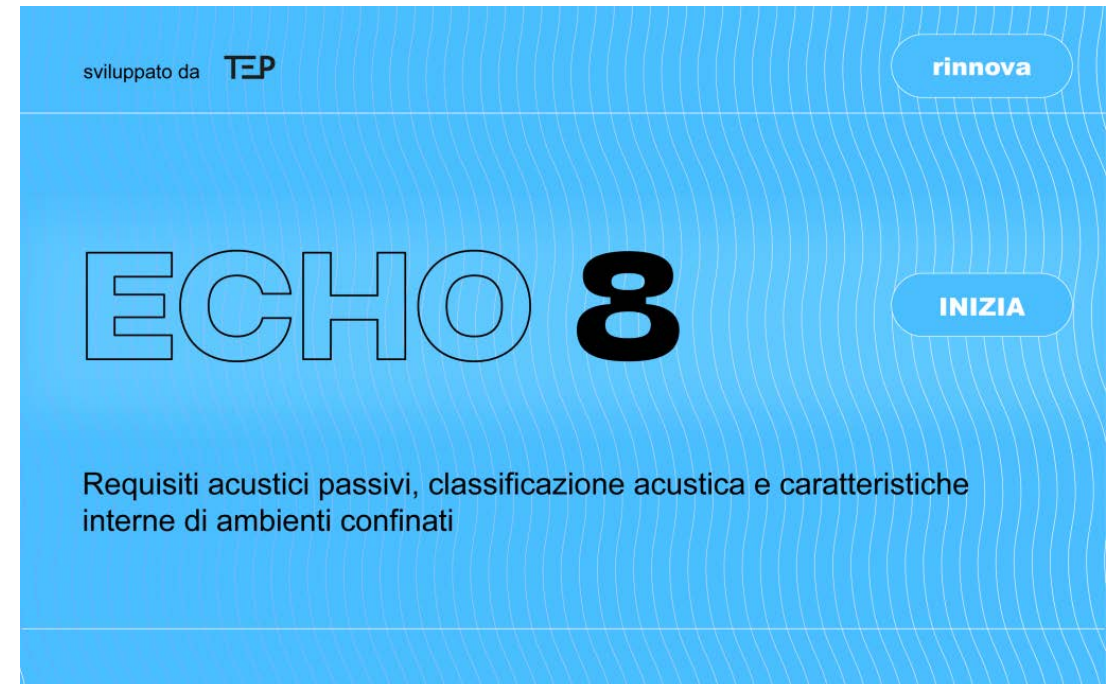 sviluppato da TEP
rinnova
ECHO 8
INIZIA
Requisiti acustici passivi, classificazione acustica e caratteristiche
interne di ambienti confinati